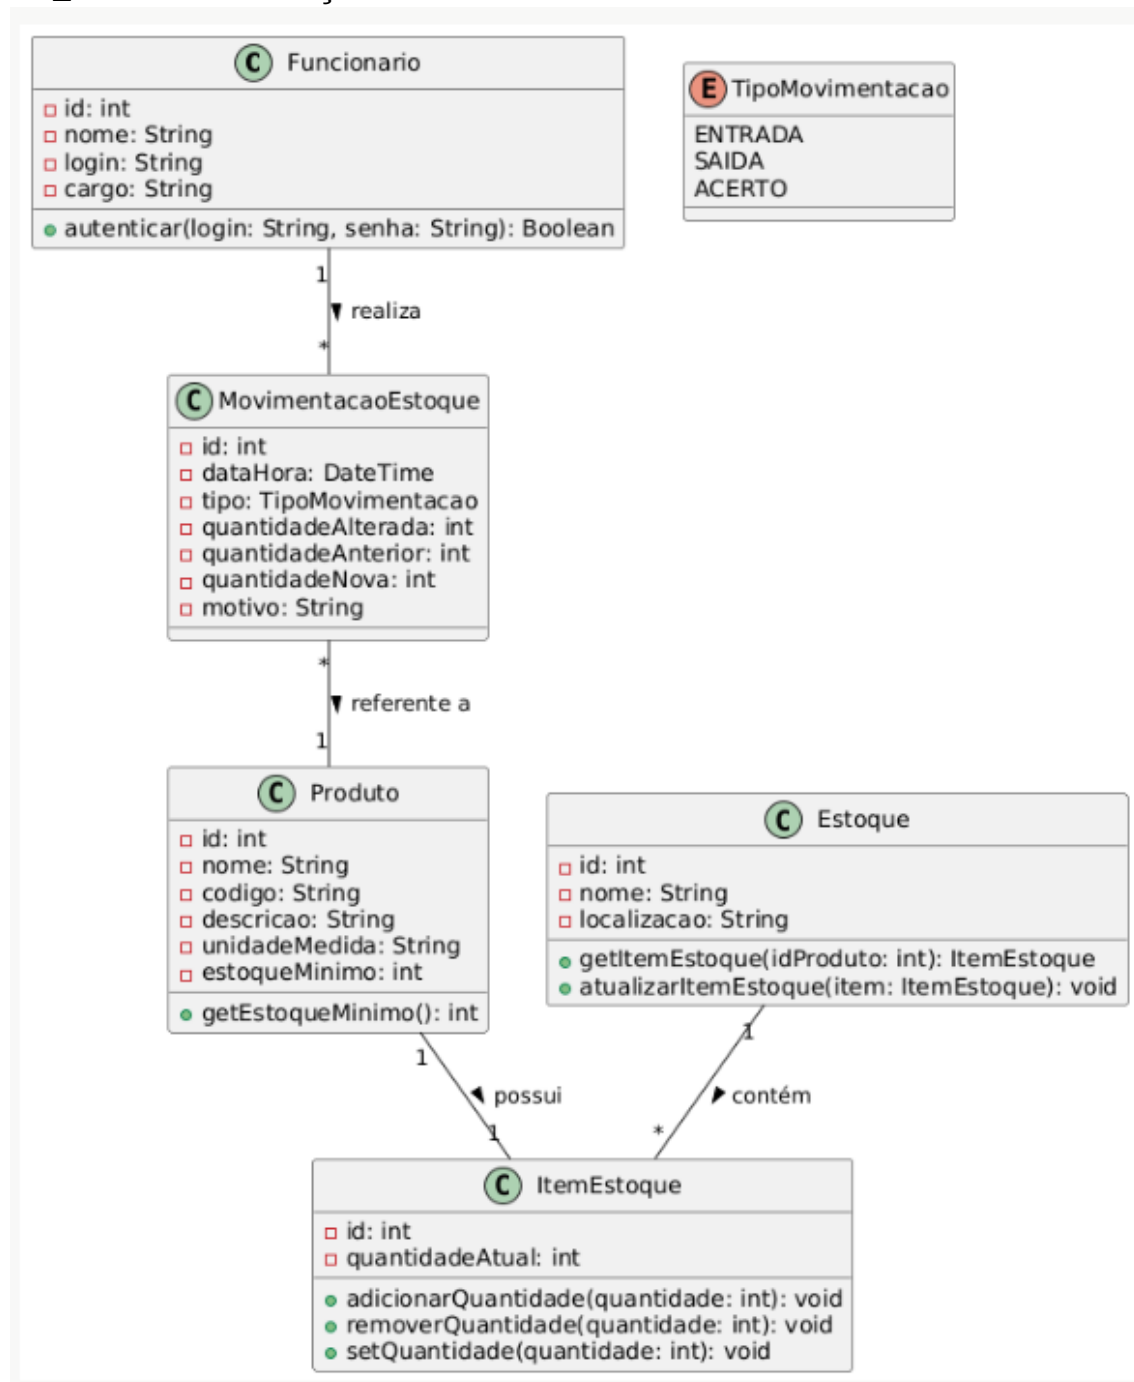 C Funcionario
id: int
nome: String
login: String
cargo: String
autenticar(login: String, senha: String): Boolean
E TipoMovimentacao
ENTRADA
SAIDA
ACERTO
1
realiza
*
C MovimentacaoEstoque
id: int
dataHora: DateTime
tipo: TipoMovimentacao
quantidadeAlterada: int
quantidadeAnterior: int
quantidadeNova: int
motivo: String
*
referente a
1
C Produto
id: int
nome: String
codigo: String
descricao: String
unidadeMedida: String
estoqueMinimo: int
getEstoqueMinimo(): int
C Estoque
id: int
nome: String
localizacao: String
getItemEstoque(idProduto: int): ItemEstoque
atualizarItemEstoque(item: ItemEstoque): void
1
possui
1
1
contém
*
C ItemEstoque
id: int
quantidadeAtual: int
adicionarQuantidade(quantidade: int): void
removerQuantidade(quantidade: int): void
setQuantidade(quantidade: int): void